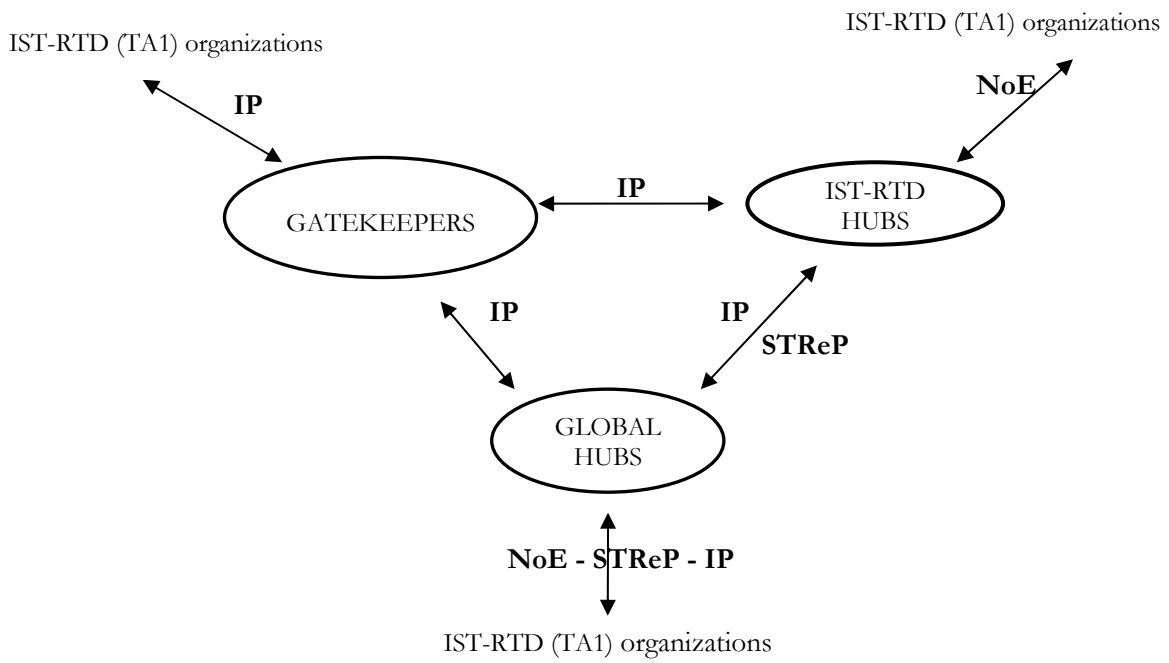 IST-RTD (TA1) organizations
IST-RTD (TA1) organizations
IP
NoE
GATEKEEPERS
IP
IST-RTD
HUBS
IP
IP
STReP
GLOBAL
HUBS
NoE - STReP - IP
IST-RTD (TA1) organizations